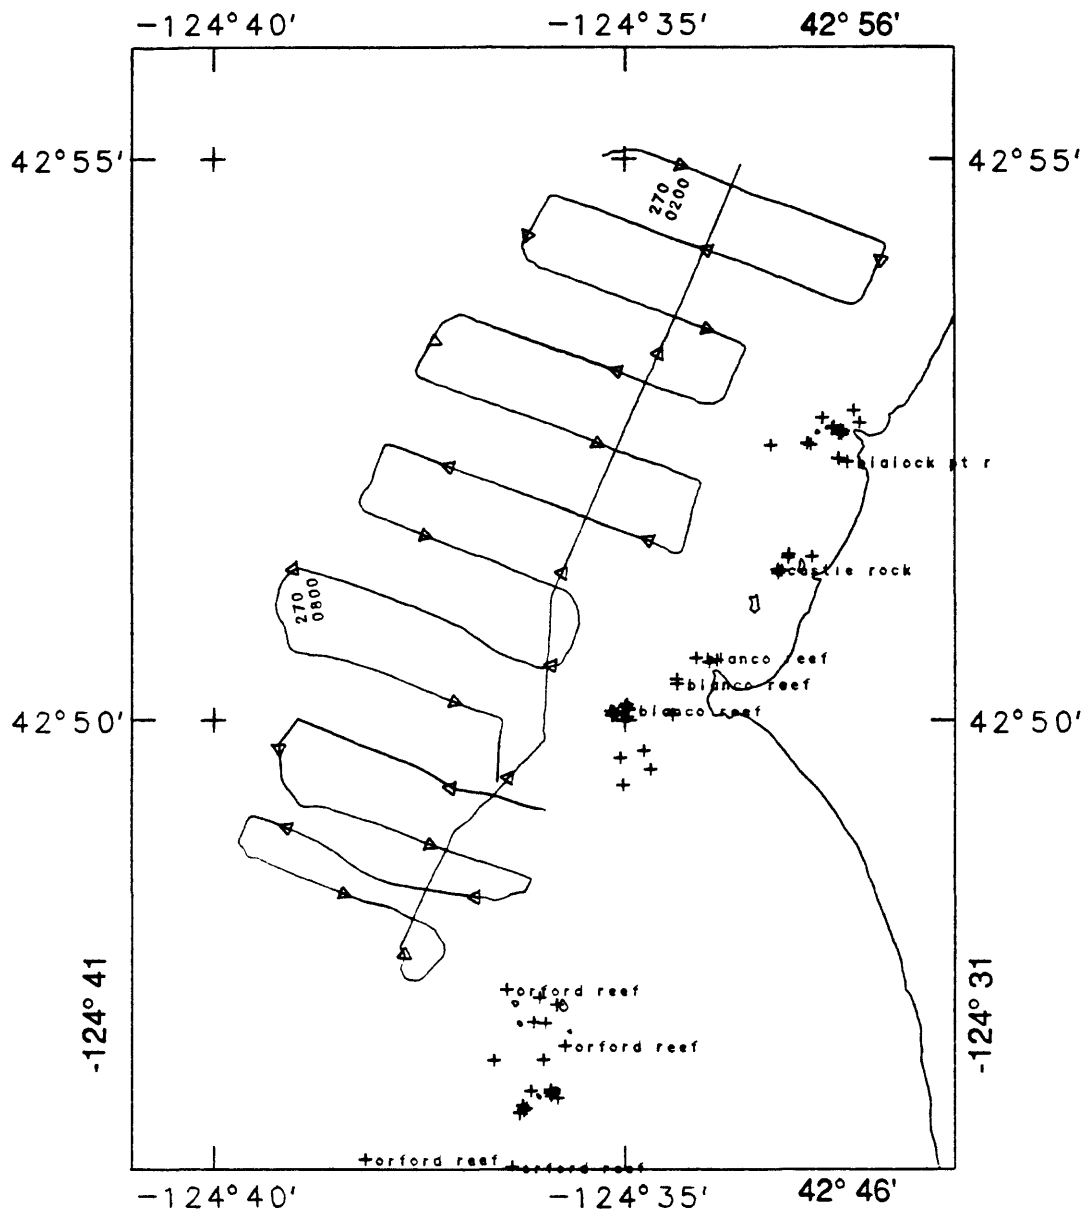 -124°40' -124°35' 42°56'
42°55' 42°55'
270
0200
blalock pt r
castle rock
270
0800
blanco reef
blanco reef
42°50' blanco reef 42°50'
-124°41 -124°31
orford reef
orford reef
orford reef orford reef
-124°40' -124°35' 42°46'